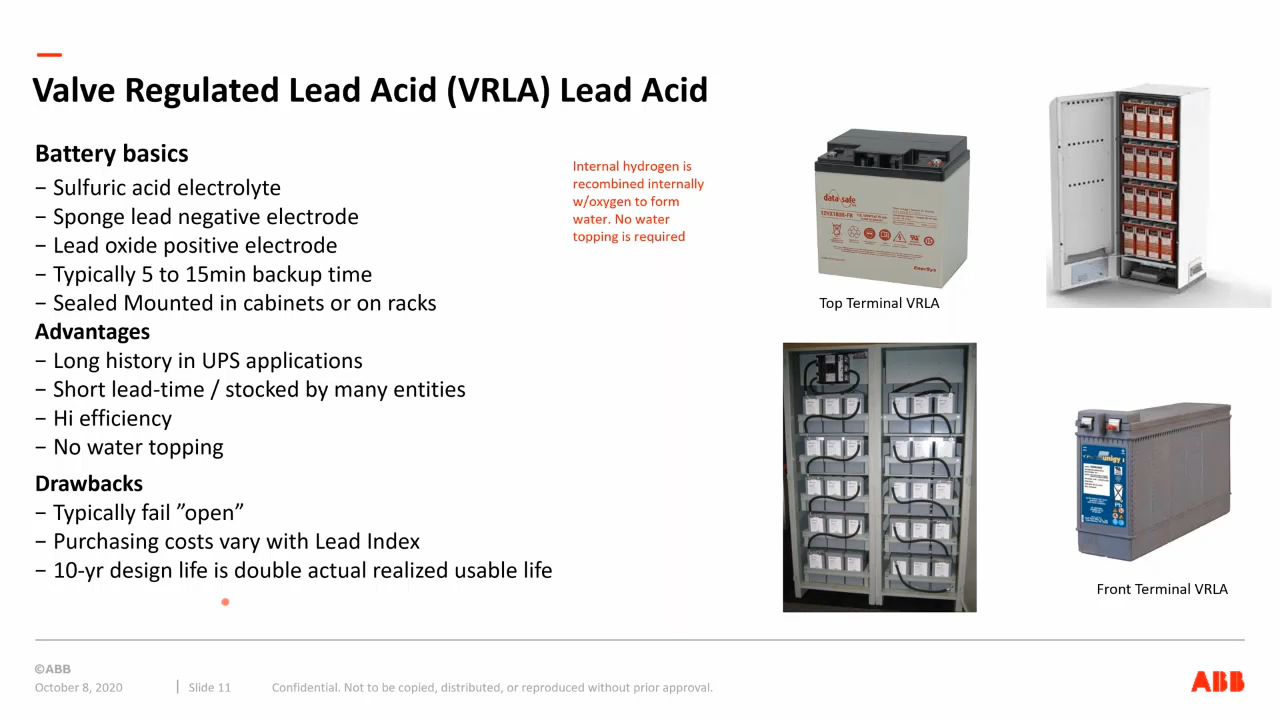 Valve Regulated Lead Acid (VRLA) Lead Acid
Battery basics
− Sulfuric acid electrolyte
− Sponge lead negative electrode
− Lead oxide positive electrode
− Typically 5 to 15min backup time
− Sealed Mounted in cabinets or on racks
Advantages
− Long history in UPS applications
− Short lead-time / stocked by many entities
− Hi efficiency
− No water topping
Drawbacks
− Typically fail ”open”
− Purchasing costs vary with Lead Index
− 10-yr design life is double actual realized usable life
Internal hydrogen is
recombined internally
w/oxygen to form
water. No water
topping is required
data safe
EnerSys
Top Terminal VRLA
unigy
Front Terminal VRLA
©ABB
October 8, 2020
Slide 11
Confidential. Not to be copied, distributed, or reproduced without prior approval.
ABB